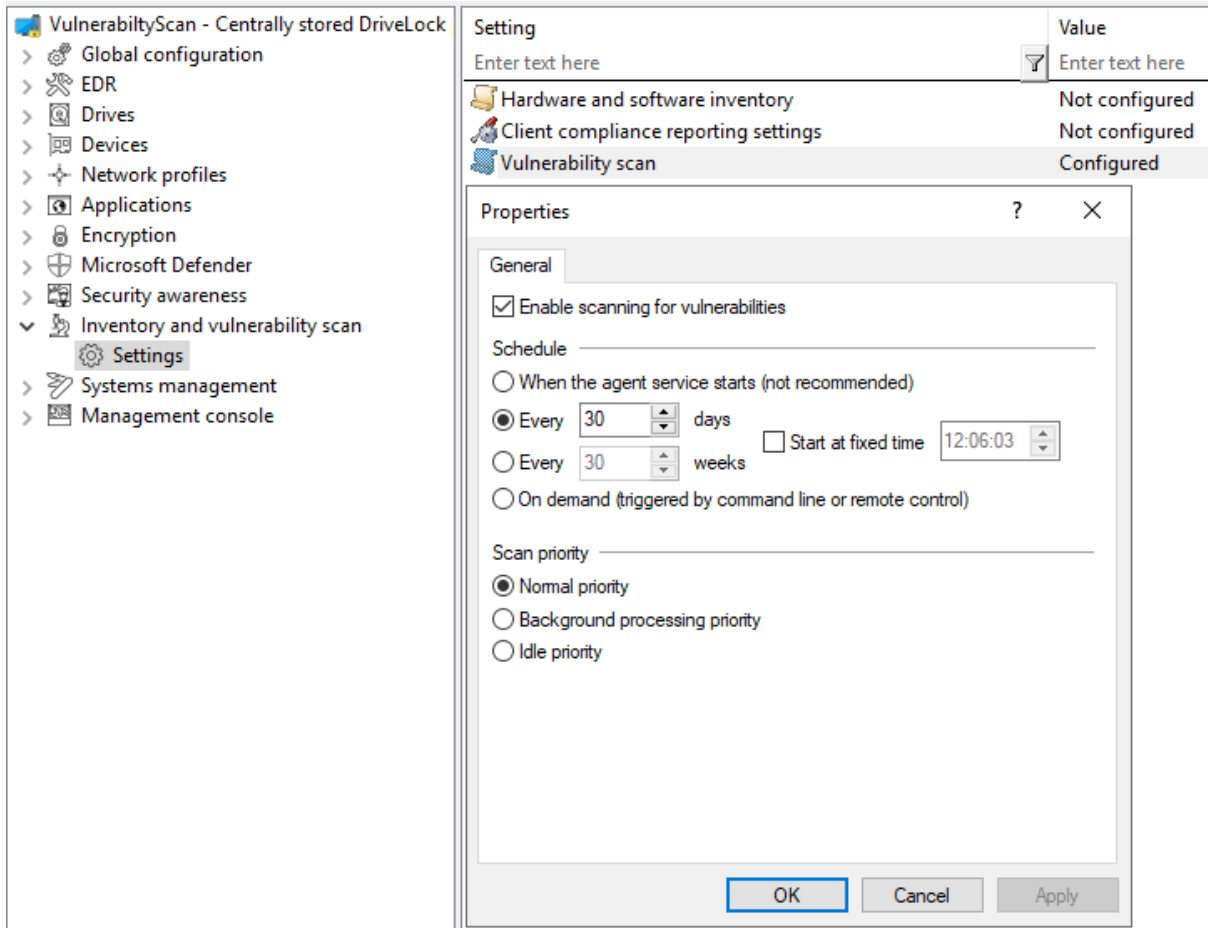 VulnerabiltyScan - Centrally stored DriveLock
Global configuration
EDR
Drives
Devices
Network profiles
Applications
Encryption
Microsoft Defender
Security awareness
Inventory and vulnerability scan
Settings
Systems management
Management console
Setting Value
Enter text here Enter text here
Hardware and software inventory Not configured
Client compliance reporting settings Not configured
Vulnerability scan Configured
Properties ?
General
Enable scanning for vulnerabilities
Schedule
When the agent service starts (not recommended)
Every 30 days
Start at fixed time 12:06:03
Every 30 weeks
On demand (triggered by command line or remote control)
Scan priority
Normal priority
Background processing priority
Idle priority
OK Cancel Apply